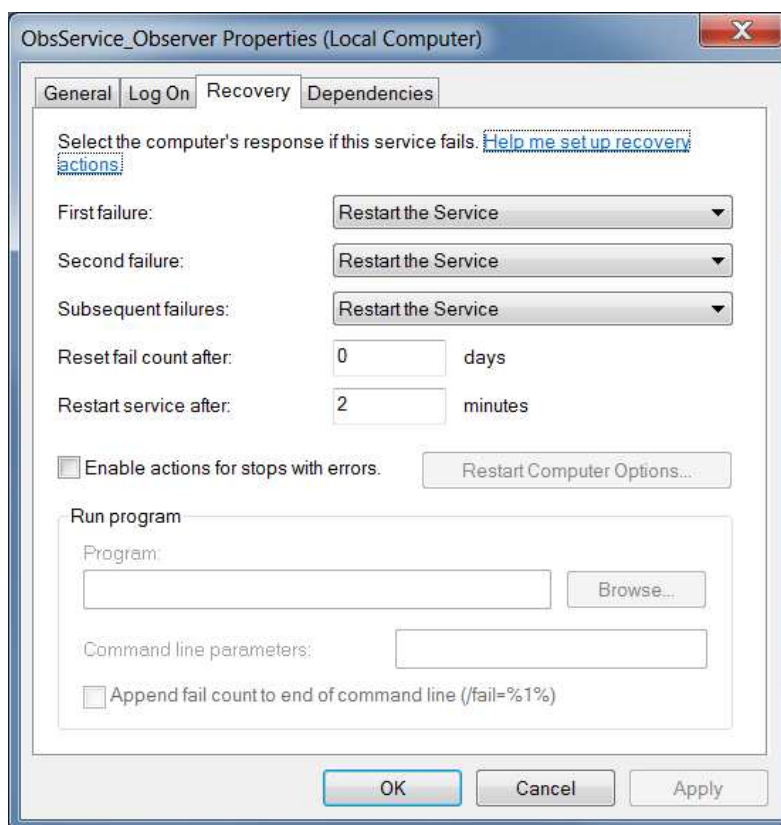 ObsService_Observer Properties (Local Computer)
General Log On Recovery Dependencies
Select the computer's response if this service fails. Help me set up recovery
actions.
First failure: Restart the Service
Second failure: Restart the Service
Subsequent failures: Restart the Service
Reset fail count after: 0 days
Restart service after: 2 minutes
Enable actions for stops with errors. Restart Computer Options...
Run program
Program:
Browse...
Command line parameters:
Append fail count to end of command line (/fail=%1%)
OK Cancel Apply